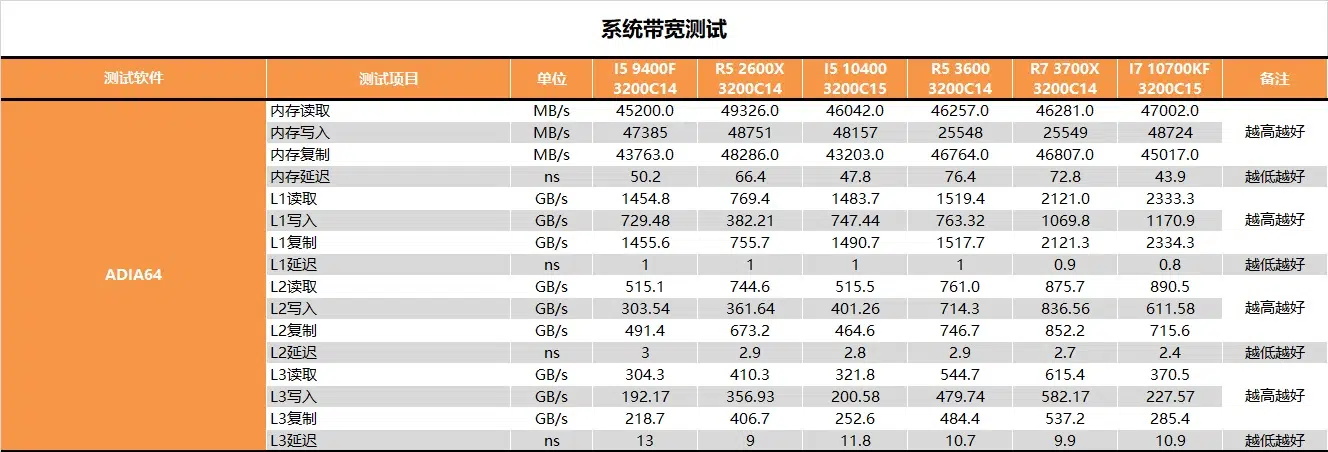 系统带宽测试
测试软件 测试项目 单位 I5 9400F 3200C14 R5 2600X 3200C14 I5 10400 3200C15 R5 3600 3200C14 R7 3700X 3200C14 I7 10700KF 3200C15 备注
ADIA64
内存读取 MB/s 45200.0 49326.0 46042.0 46257.0 46281.0 47002.0
内存写入 MB/s 47385 48751 48157 25548 25549 48724 越高越好
内存复制 MB/s 43763.0 48286.0 43203.0 46764.0 46807.0 45017.0
内存延迟 ns 50.2 66.4 47.8 76.4 72.8 43.9 越低越好
L1读取 GB/s 1454.8 769.4 1483.7 1519.4 2121.0 2333.3
L1写入 GB/s 729.48 382.21 747.44 763.32 1069.8 1170.9 越高越好
L1复制 GB/s 1455.6 755.7 1490.7 1517.7 2121.3 2334.3
L1延迟 ns 1 1 1 1 0.9 0.8 越低越好
L2读取 GB/s 515.1 744.6 515.5 761.0 875.7 890.5
L2写入 GB/s 303.54 361.64 401.26 714.3 836.56 611.58 越高越好
L2复制 GB/s 491.4 673.2 464.6 746.7 852.2 715.6
L2延迟 ns 3 2.9 2.8 2.9 2.7 2.4 越低越好
L3读取 GB/s 304.3 410.3 321.8 544.7 615.4 370.5
L3写入 GB/s 192.17 356.93 200.58 479.74 582.17 227.57 越高越好
L3复制 GB/s 218.7 406.7 252.6 484.4 537.2 285.4
L3延迟 ns 13 9 11.8 10.7 9.9 10.9 越低越好